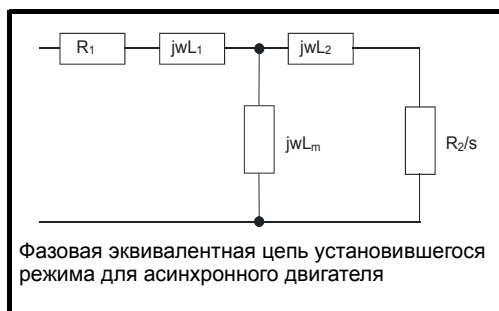 R₁ jwL₁ jwL₂
jwLₘ R₂/s
Фазовая эквивалентная цепь установившегося
режима для асинхронного двигателя